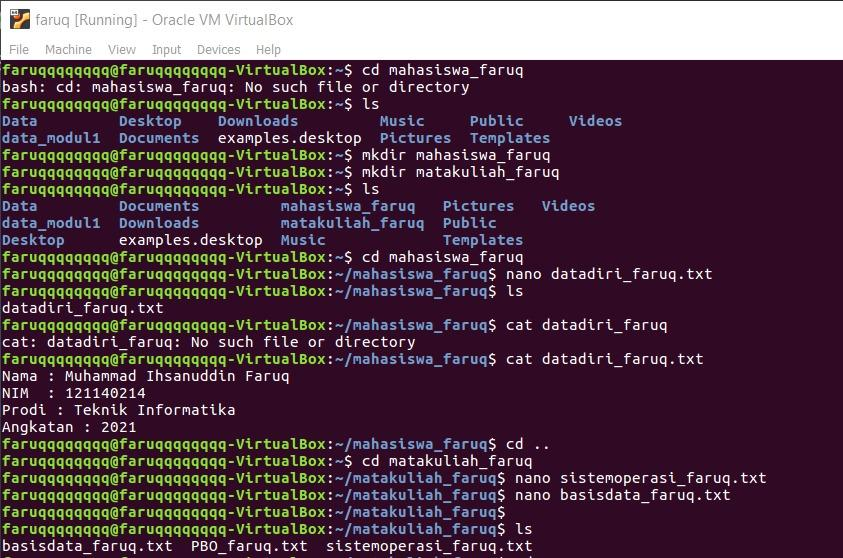 faruq [Running] - Oracle VM VirtualBox
File Machine View Input Devices Help
faruqqqqqqqq@faruqqqqqqqq-VirtualBox:~$ cd mahasiswa_faruq
bash: cd: mahasiswa_faruq: No such file or directory
faruqqqqqqqq@faruqqqqqqqq-VirtualBox:~$ ls
Data Desktop Downloads Music Public Videos
data_modul1 Documents examples.desktop Pictures Templates
faruqqqqqqqq@faruqqqqqqqq-VirtualBox:~$ mkdir mahasiswa_faruq
faruqqqqqqqq@faruqqqqqqqq-VirtualBox:~$ mkdir matakuliah_faruq
faruqqqqqqqq@faruqqqqqqqq-VirtualBox:~$ ls
Data Documents mahasiswa_faruq Pictures Videos
data_modul1 Downloads matakuliah_faruq Public
Desktop examples.desktop Music Templates
faruqqqqqqqq@faruqqqqqqqq-VirtualBox:~$ cd mahasiswa_faruq
faruqqqqqqqq@faruqqqqqqqq-VirtualBox:~/mahasiswa_faruq$ nano datadiri_faruq.txt
faruqqqqqqqq@faruqqqqqqqq-VirtualBox:~/mahasiswa_faruq$ ls
datadiri_faruq.txt
faruqqqqqqqq@faruqqqqqqqq-VirtualBox:~/mahasiswa_faruq$ cat datadiri_faruq
cat: datadiri_faruq: No such file or directory
faruqqqqqqqq@faruqqqqqqqq-VirtualBox:~/mahasiswa_faruq$ cat datadiri_faruq.txt
Nama : Muhammad Ihsanuddin Faruq
NIM : 121140214
Prodi : Teknik Informatika
Angkatan : 2021
faruqqqqqqqq@faruqqqqqqqq-VirtualBox:~/mahasiswa_faruq$ cd ..
faruqqqqqqqq@faruqqqqqqqq-VirtualBox:~$ cd matakuliah_faruq
faruqqqqqqqq@faruqqqqqqqq-VirtualBox:~/matakuliah_faruq$ nano sistemoperasi_faruq.txt
faruqqqqqqqq@faruqqqqqqqq-VirtualBox:~/matakuliah_faruq$ nano basisdata_faruq.txt
faruqqqqqqqq@faruqqqqqqqq-VirtualBox:~/matakuliah_faruq$
faruqqqqqqqq@faruqqqqqqqq-VirtualBox:~/matakuliah_faruq$ ls
basisdata_faruq.txt PBO_faruq.txt sistemoperasi_faruq.txt